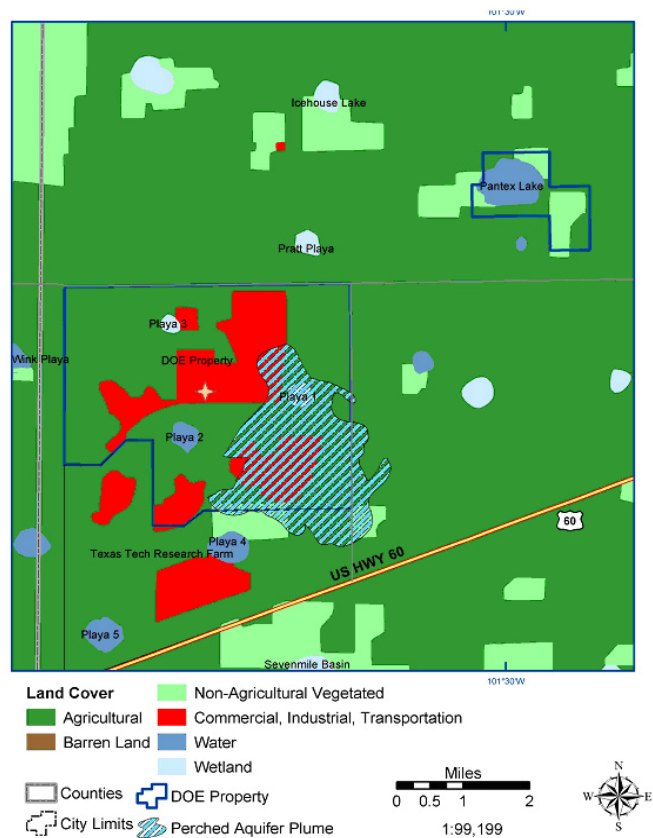 101°30'W
Icehouse Lake
Pantex Lake
Pratt Playa
Playa 3
Wink Playa
DOE Property
Playa 1
Playa 2
60
Playa 4
Texas Tech Research Farm
US HWY 60
Playa 5
Sevenmile Basin
101°30'W
Land Cover
Non-Agricultural Vegetated
Agricultural
Commercial, Industrial, Transportation
Barren Land
Water
Wetland
Counties
DOE Property
City Limits
Perched Aquifer Plume
Miles
0 0.5 1 2
1:99,199
N
W E
S